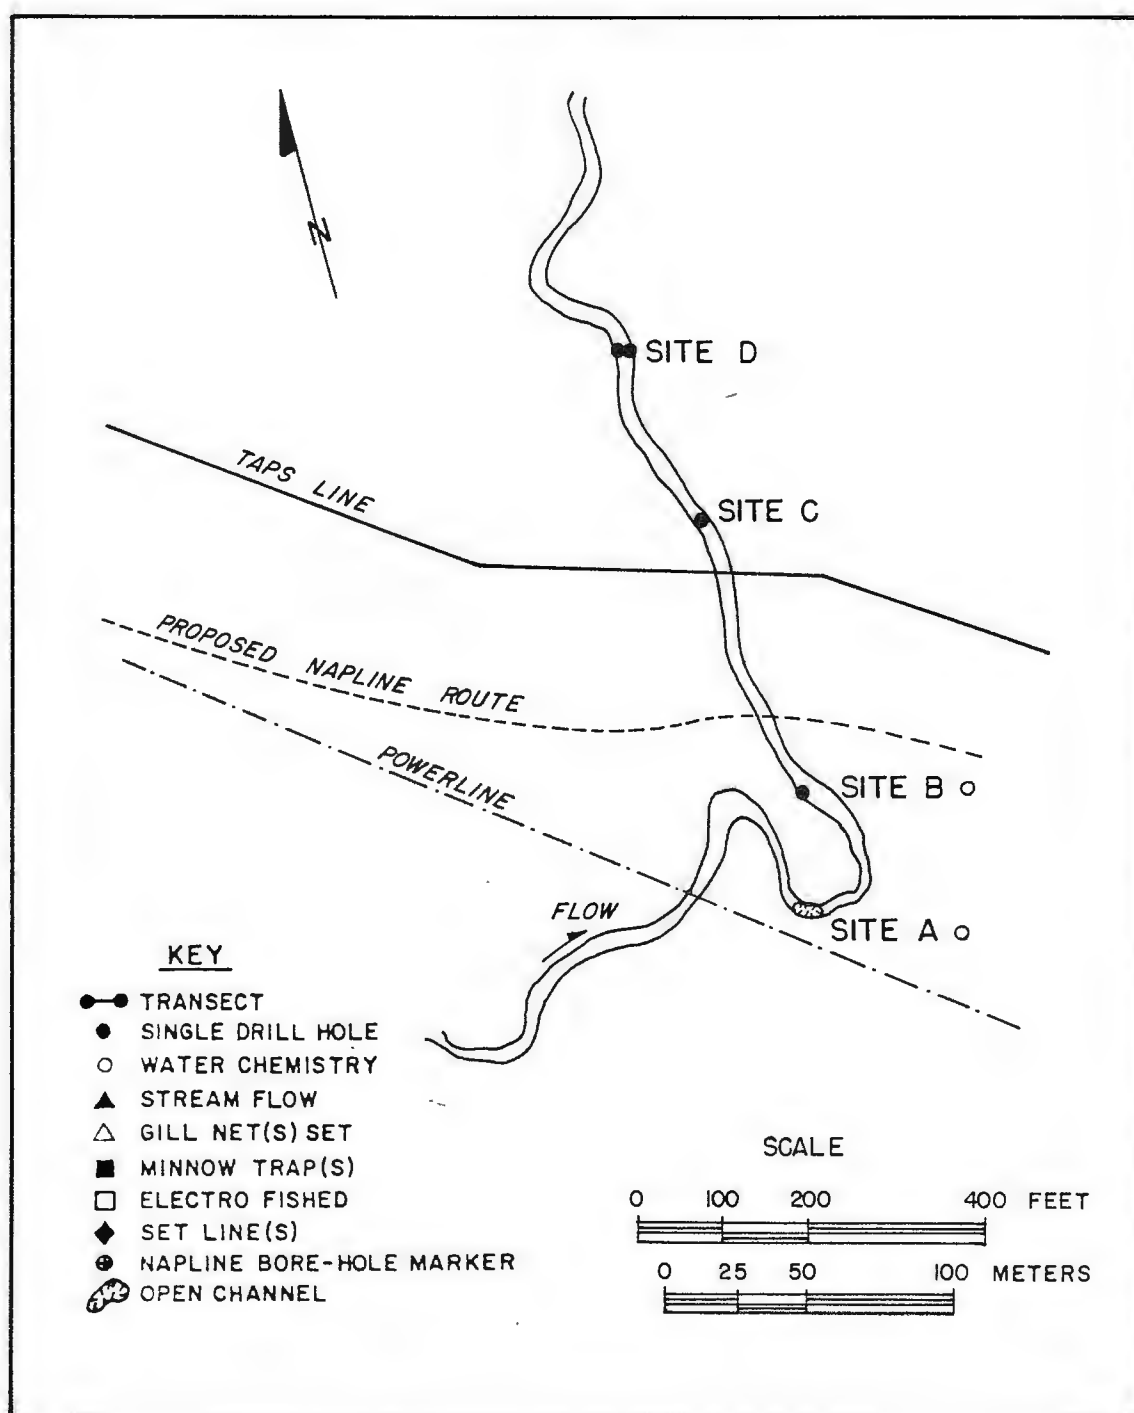 N
SITE D
TAPS LINE
SITE C
PROPOSED NAPLINE ROUTE
POWERLINE
SITE B
SITE A
FLOW
KEY
TRANSECT
SINGLE DRILL HOLE
WATER CHEMISTRY
STREAM FLOW
GILL NET(S) SET
MINNOW TRAP(S)
ELECTRO FISHED
SET LINE(S)
NAPLINE BORE-HOLE MARKER
OPEN CHANNEL
SCALE
0 100 200 400 FEET
0 25 50 100 METERS